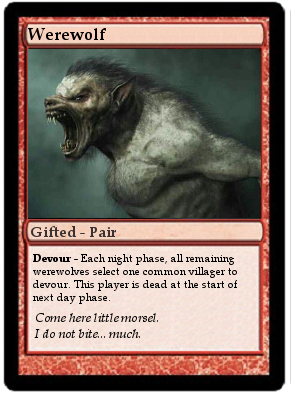 Werewolf
Gifted - Pair
Devour - Each night phase, all remaining
werewolves select one common villager to
devour. This player is dead at the start of
next day phase.
Come here little morsel.
I do not bite... much.